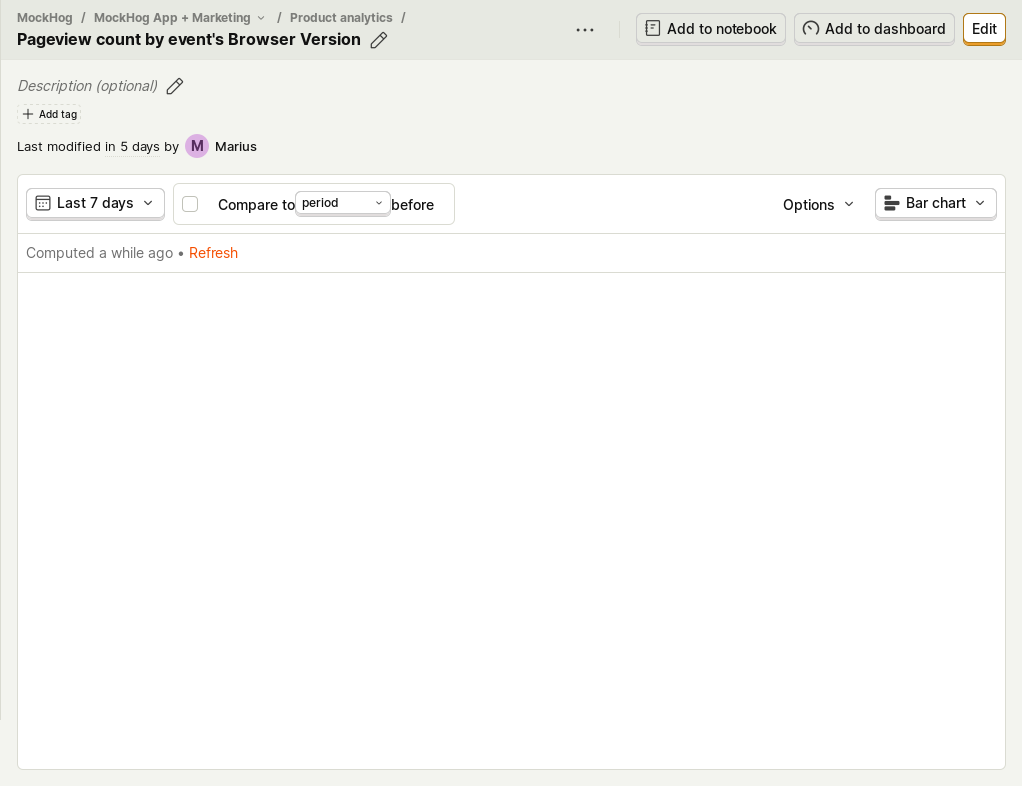 MockHog / MockHog App + Marketing / Product analytics /
Pageview count by event's Browser Version
Add to notebook
Add to dashboard
Edit
Description (optional)
Add tag
Last modified in 5 days by M Marius
Last 7 days
Compare to period before
Options
Bar chart
Computed a while ago • Refresh